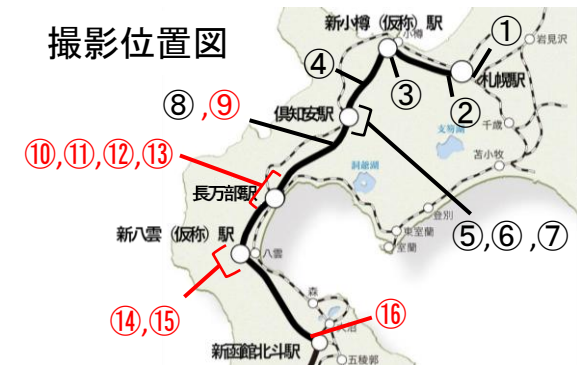 撮影位置図
新小樽（仮称）駅
小樽
①
岩見沢
④
札幌駅
③
②
⑧,⑨
倶知安駅
千歳
支笏湖
⑩,⑪,⑫,⑬
苫小牧
洞爺湖
長万部駅
登別
⑤,⑥,⑦
東室蘭
新八雲（仮称）駅
室蘭
八雲
⑭,⑮
森
⑯
大沼
新函館北斗駅
五稜郭